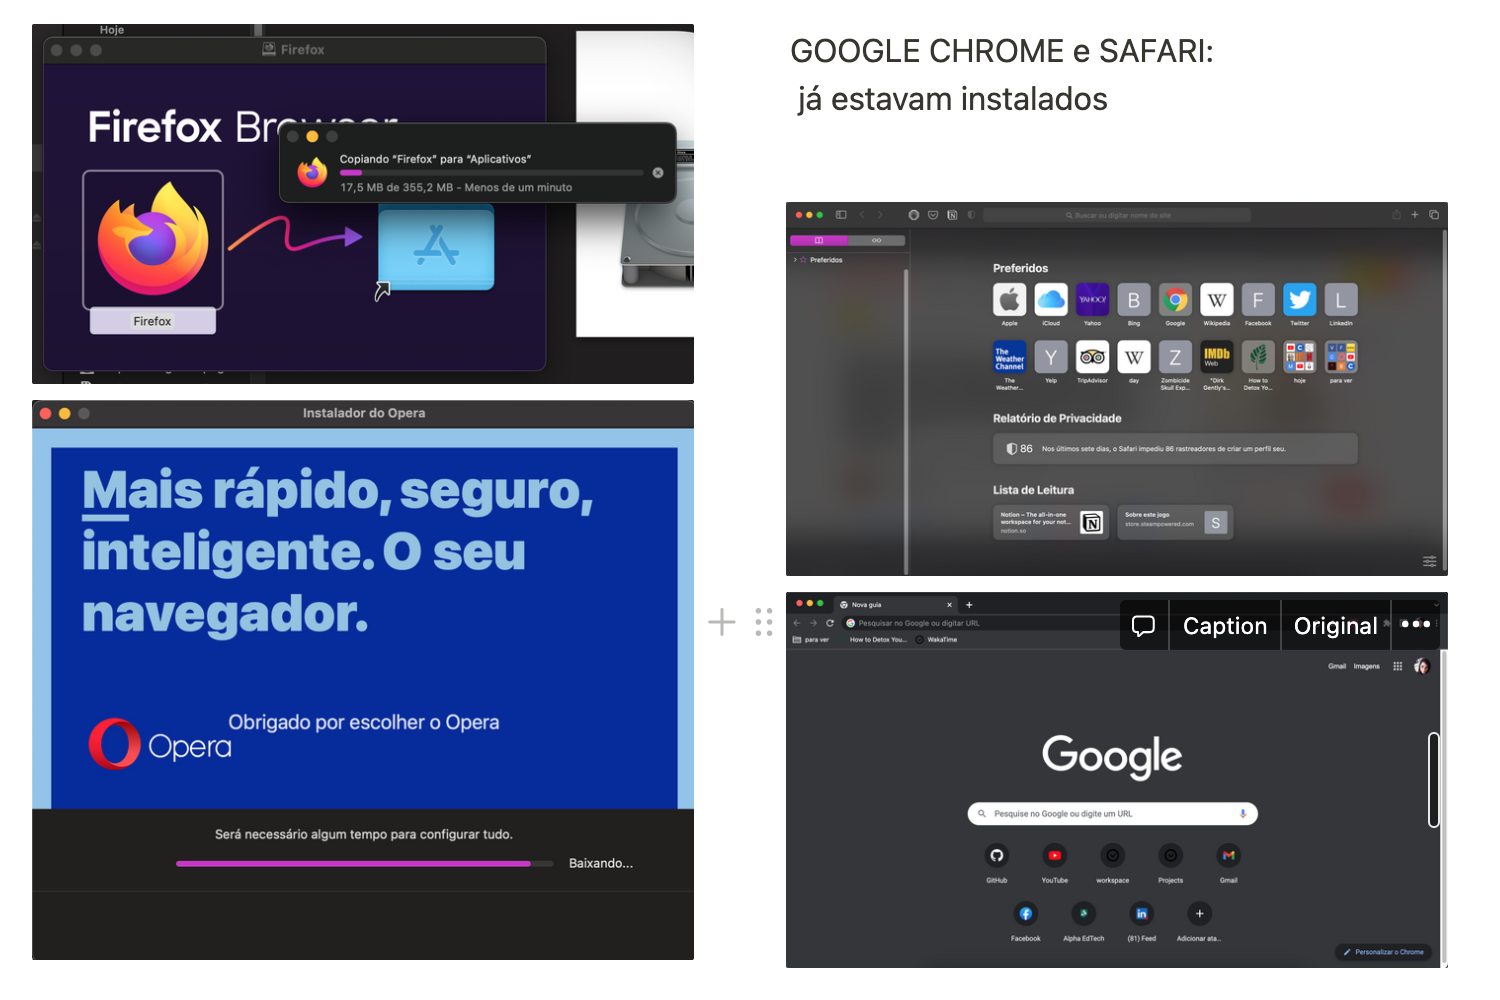 Hoje
Firefox
Firefox Browser
Copiando “Firefox” para “Aplicativos”
17,5 MB de 355,2 MB - Menos de um minuto
Firefox
Instalador do Opera
Mais rápido, seguro,
inteligente. O seu
navegador.
Obrigado por escolher o Opera
Opera
Será necessário algum tempo para configurar tudo.
Baixando...
GOOGLE CHROME e SAFARI:
já estavam instalados
Buscar ou digitar nome do site
Preferidos
Preferidos
YAHOO!
B
W
F
L
Apple
iCloud
Yahoo
Bing
Google
Wikipedia
Facebook
Twitter
LinkedIn
The
Weather
Channel
Y
W
Z
IMDb
Web
The
Weather...
Yelp
TripAdvisor
day
Zombicide
Skull Exp...
"Dirk
Gently's...
How to
Detox Yo...
hoje
para ver
Relatório de Privacidade
86
Nos últimos sete dias, o Safari impediu 86 rastreadores de criar um perfil seu.
Lista de Leitura
Notion – The all-in-one
workspace for your not...
notion.so
Sobre este jogo
store.steampowered.com
S
Nova guia
Pesquisar no Google ou digitar URL
para ver
How to Detox You...
WakaTime
Caption
Original
Gmail
Imagens
Google
Pesquise no Google ou digite um URL
GitHub
YouTube
workspace
Projects
Gmail
Facebook
Alpha EdTech
(81) Feed
Adicionar ata...
Personalizar o Chrome